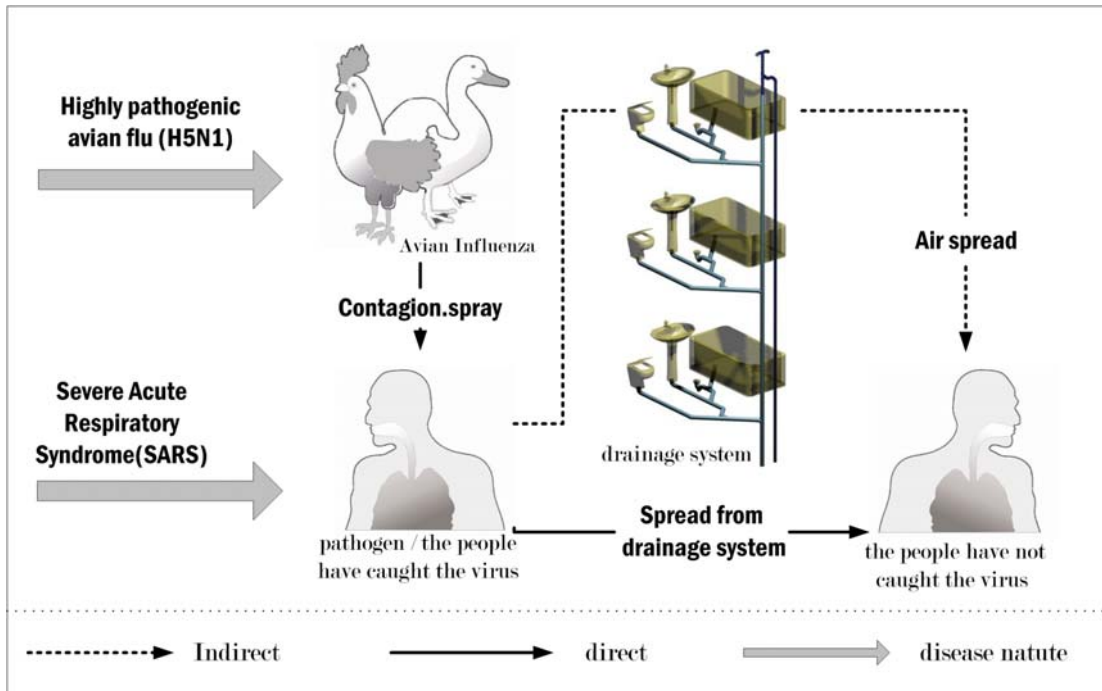 Highly pathogenic
avian flu (H5N1)
Avian Influenza
Contagion.spray
Air spread
Severe Acute
Respiratory
Syndrome(SARS)
drainage system
pathogen / the people
have caught the virus
Spread from
drainage system
the people have not
caught the virus
Indirect
direct
disease natute